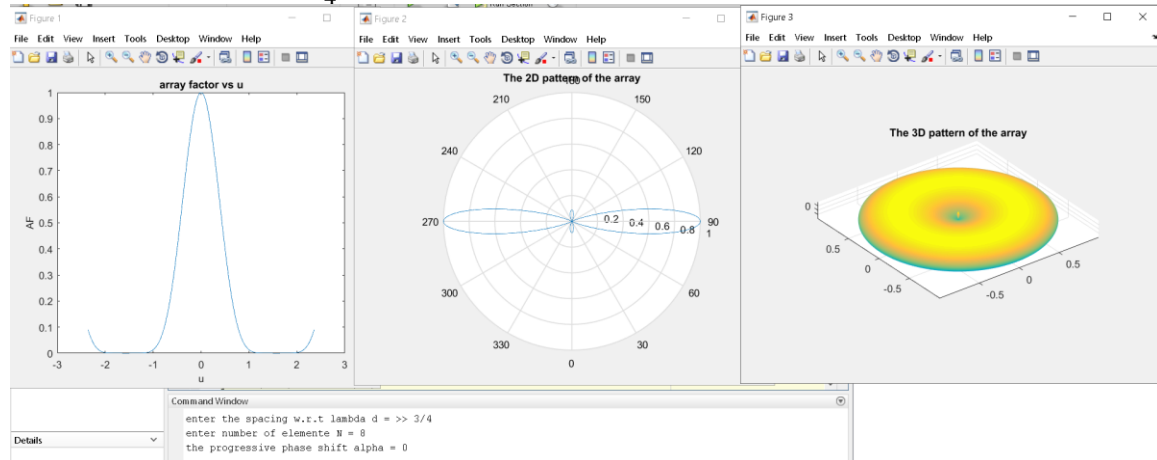 4
Run Section
Figure 1
File Edit View Insert Tools Desktop Window Help
array factor vs u
1
0.9
0.8
0.7
0.6
0.5
0.4
0.3
0.2
0.1
0
AF
-3 -2 -1 0 1 2 3
u
Figure 2
File Edit View Insert Tools Desktop Window Help
The 2D pattern of the array
180
210 150
240 120
270 0.2 0.4 0.6 0.8 1 90
300 60
330 30
0
Figure 3
File Edit View Insert Tools Desktop Window Help
The 3D pattern of the array
0
0.5 0 -0.5
-0.5 0 0.5
Command Window
enter the spacing w.r.t lambda d = >> 3/4
enter number of elemente N = 8
the progressive phase shift alpha = 0
Details